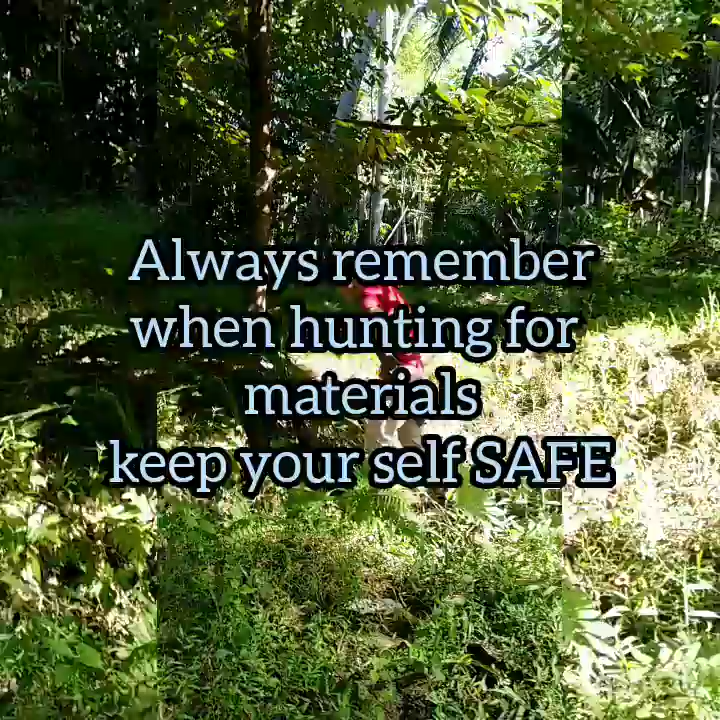 Always remember
when hunting for
materials
keep your self SAFE